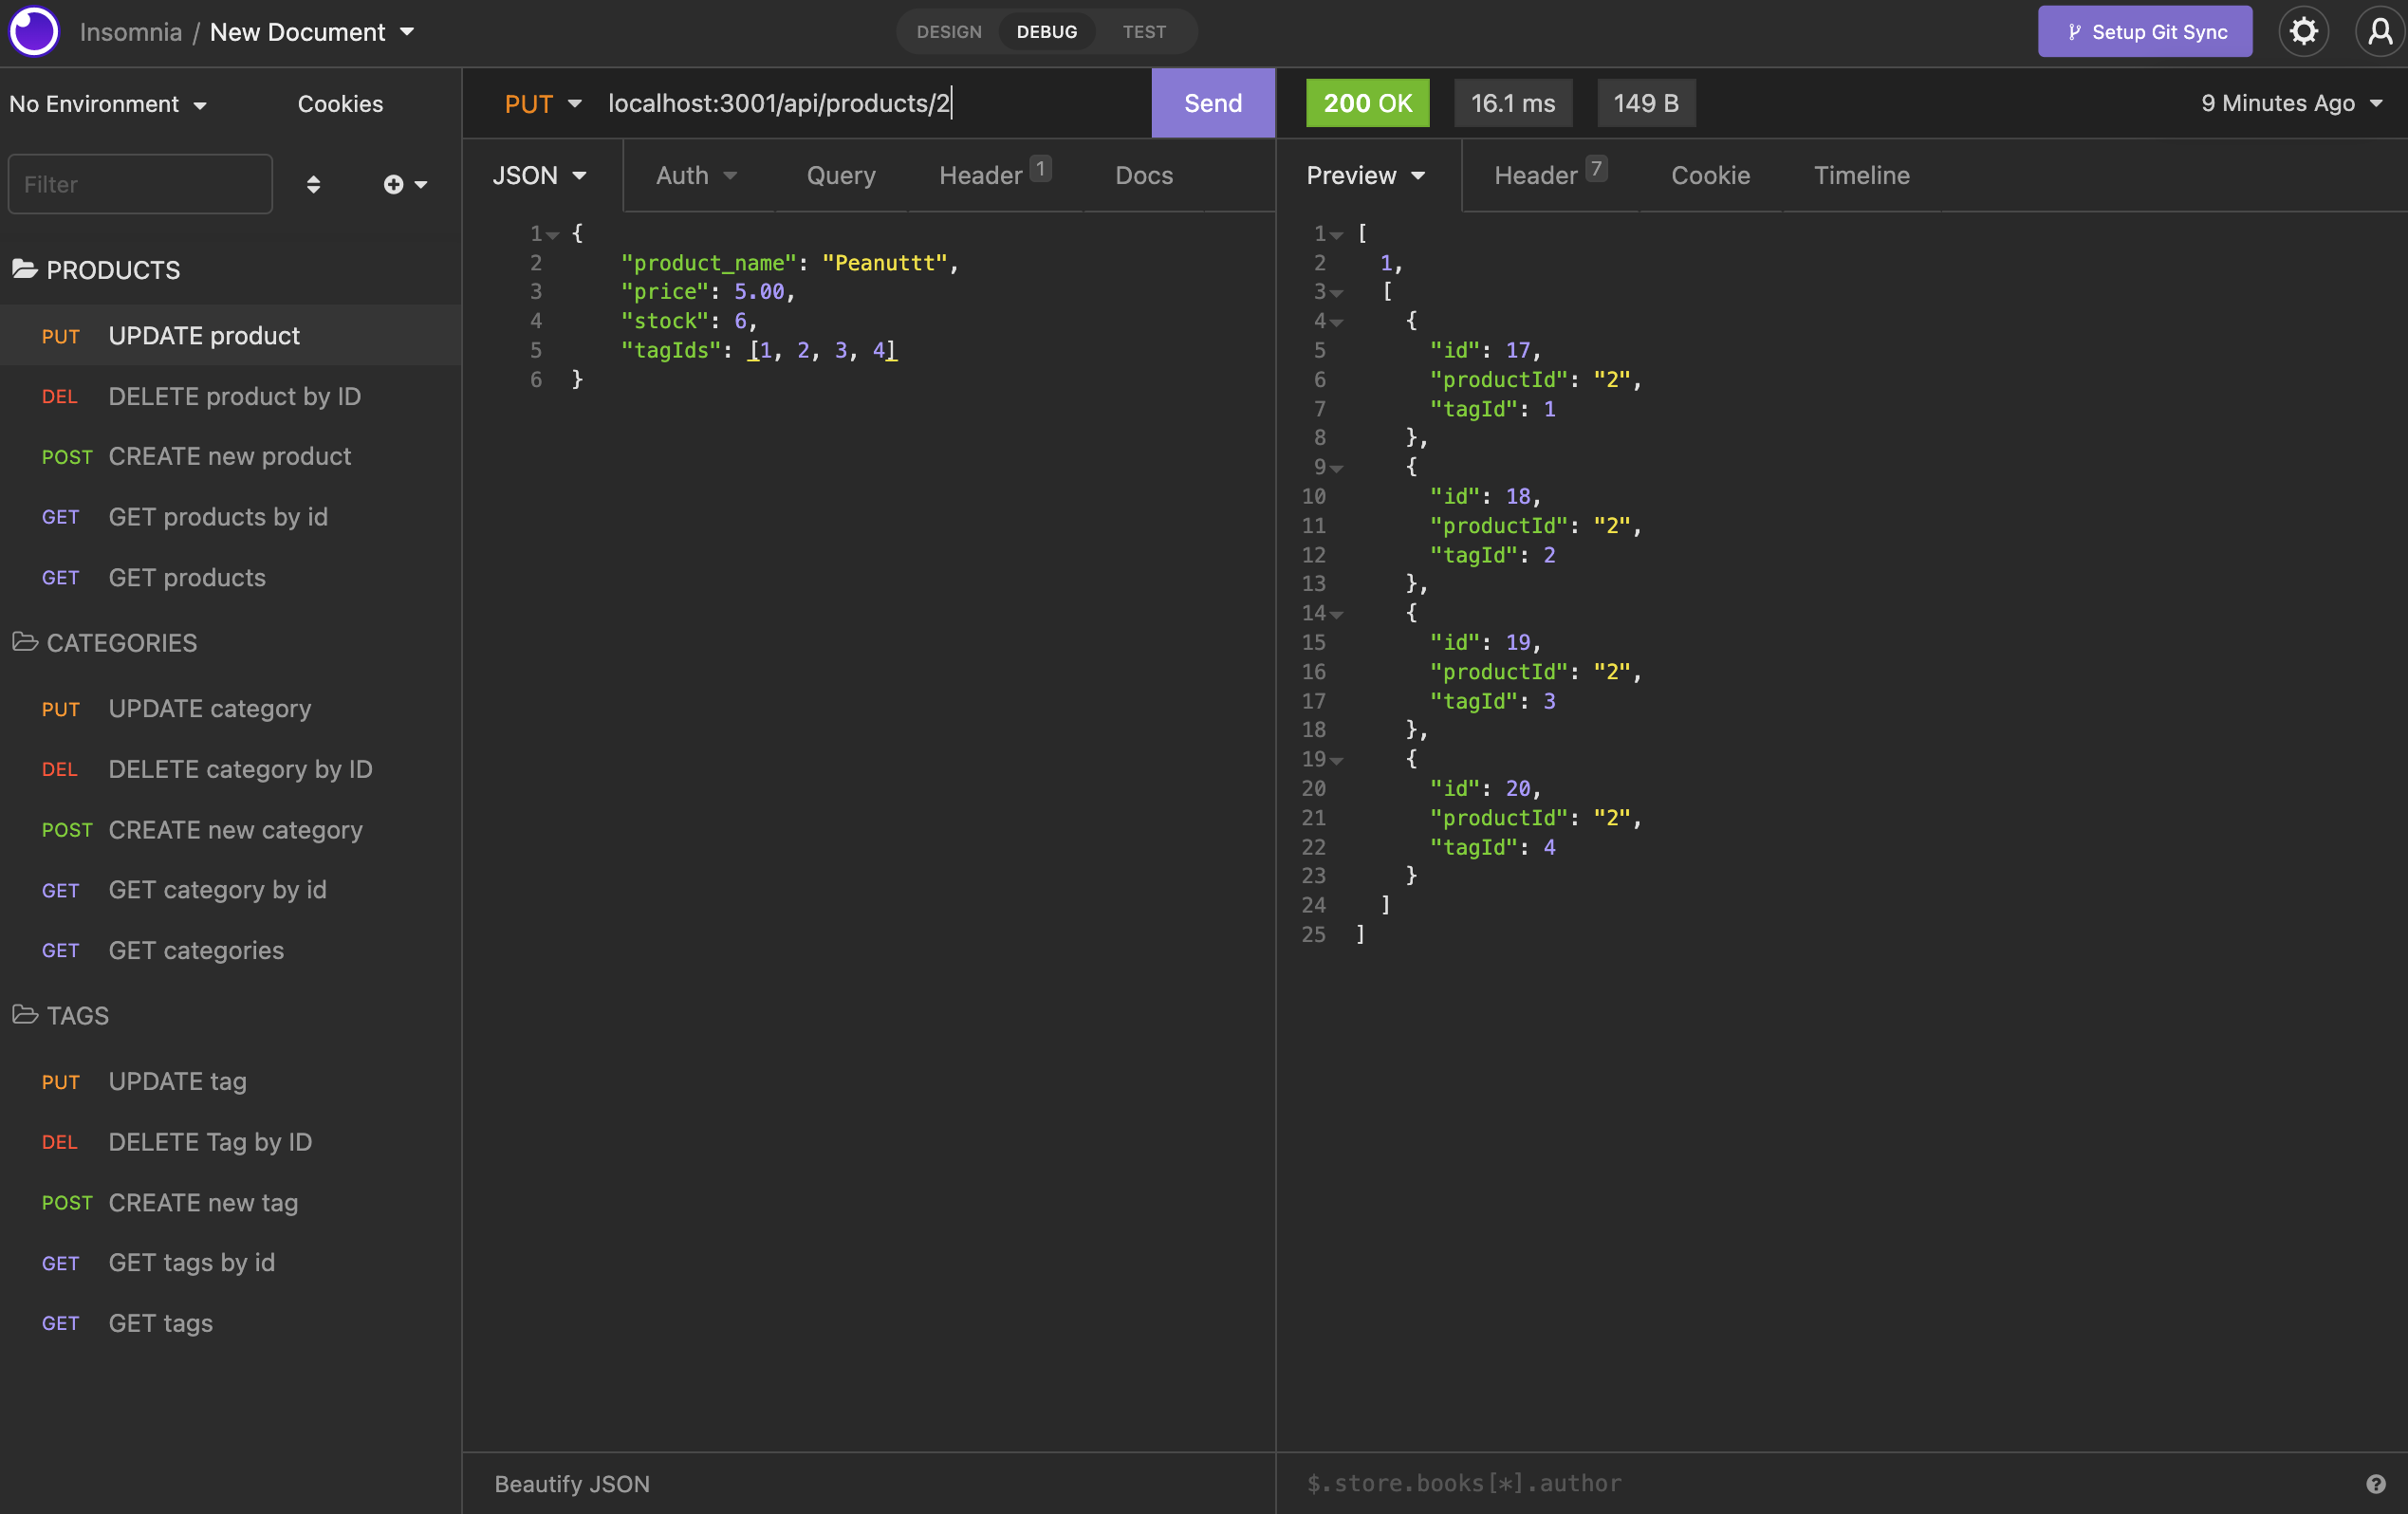 Insomnia / New Document
DESIGN DEBUG TEST
Setup Git Sync
No Environment Cookies
Filter
PRODUCTS
PUT UPDATE product
DEL DELETE product by ID
POST CREATE new product
GET GET products by id
GET GET products
CATEGORIES
PUT UPDATE category
DEL DELETE category by ID
POST CREATE new category
GET GET category by id
GET GET categories
TAGS
PUT UPDATE tag
DEL DELETE Tag by ID
POST CREATE new tag
GET GET tags by id
GET GET tags
PUT localhost:3001/api/products/2 Send
JSON Auth Query Header 1 Docs
1 {
2 "product_name": "Peanuttt",
3 "price": 5.00,
4 "stock": 6,
5 "tagIds": [1, 2, 3, 4]
6 }
Beautify JSON
200 OK 16.1 ms 149 B 9 Minutes Ago
Preview Header 7 Cookie Timeline
1 [
2 1,
3 [
4 {
5 "id": 17,
6 "productId": "2",
7 "tagId": 1
8 },
9 {
10 "id": 18,
11 "productId": "2",
12 "tagId": 2
13 },
14 {
15 "id": 19,
16 "productId": "2",
17 "tagId": 3
18 },
19 {
20 "id": 20,
21 "productId": "2",
22 "tagId": 4
23 }
24 ]
25 ]
$.store.books[*].author